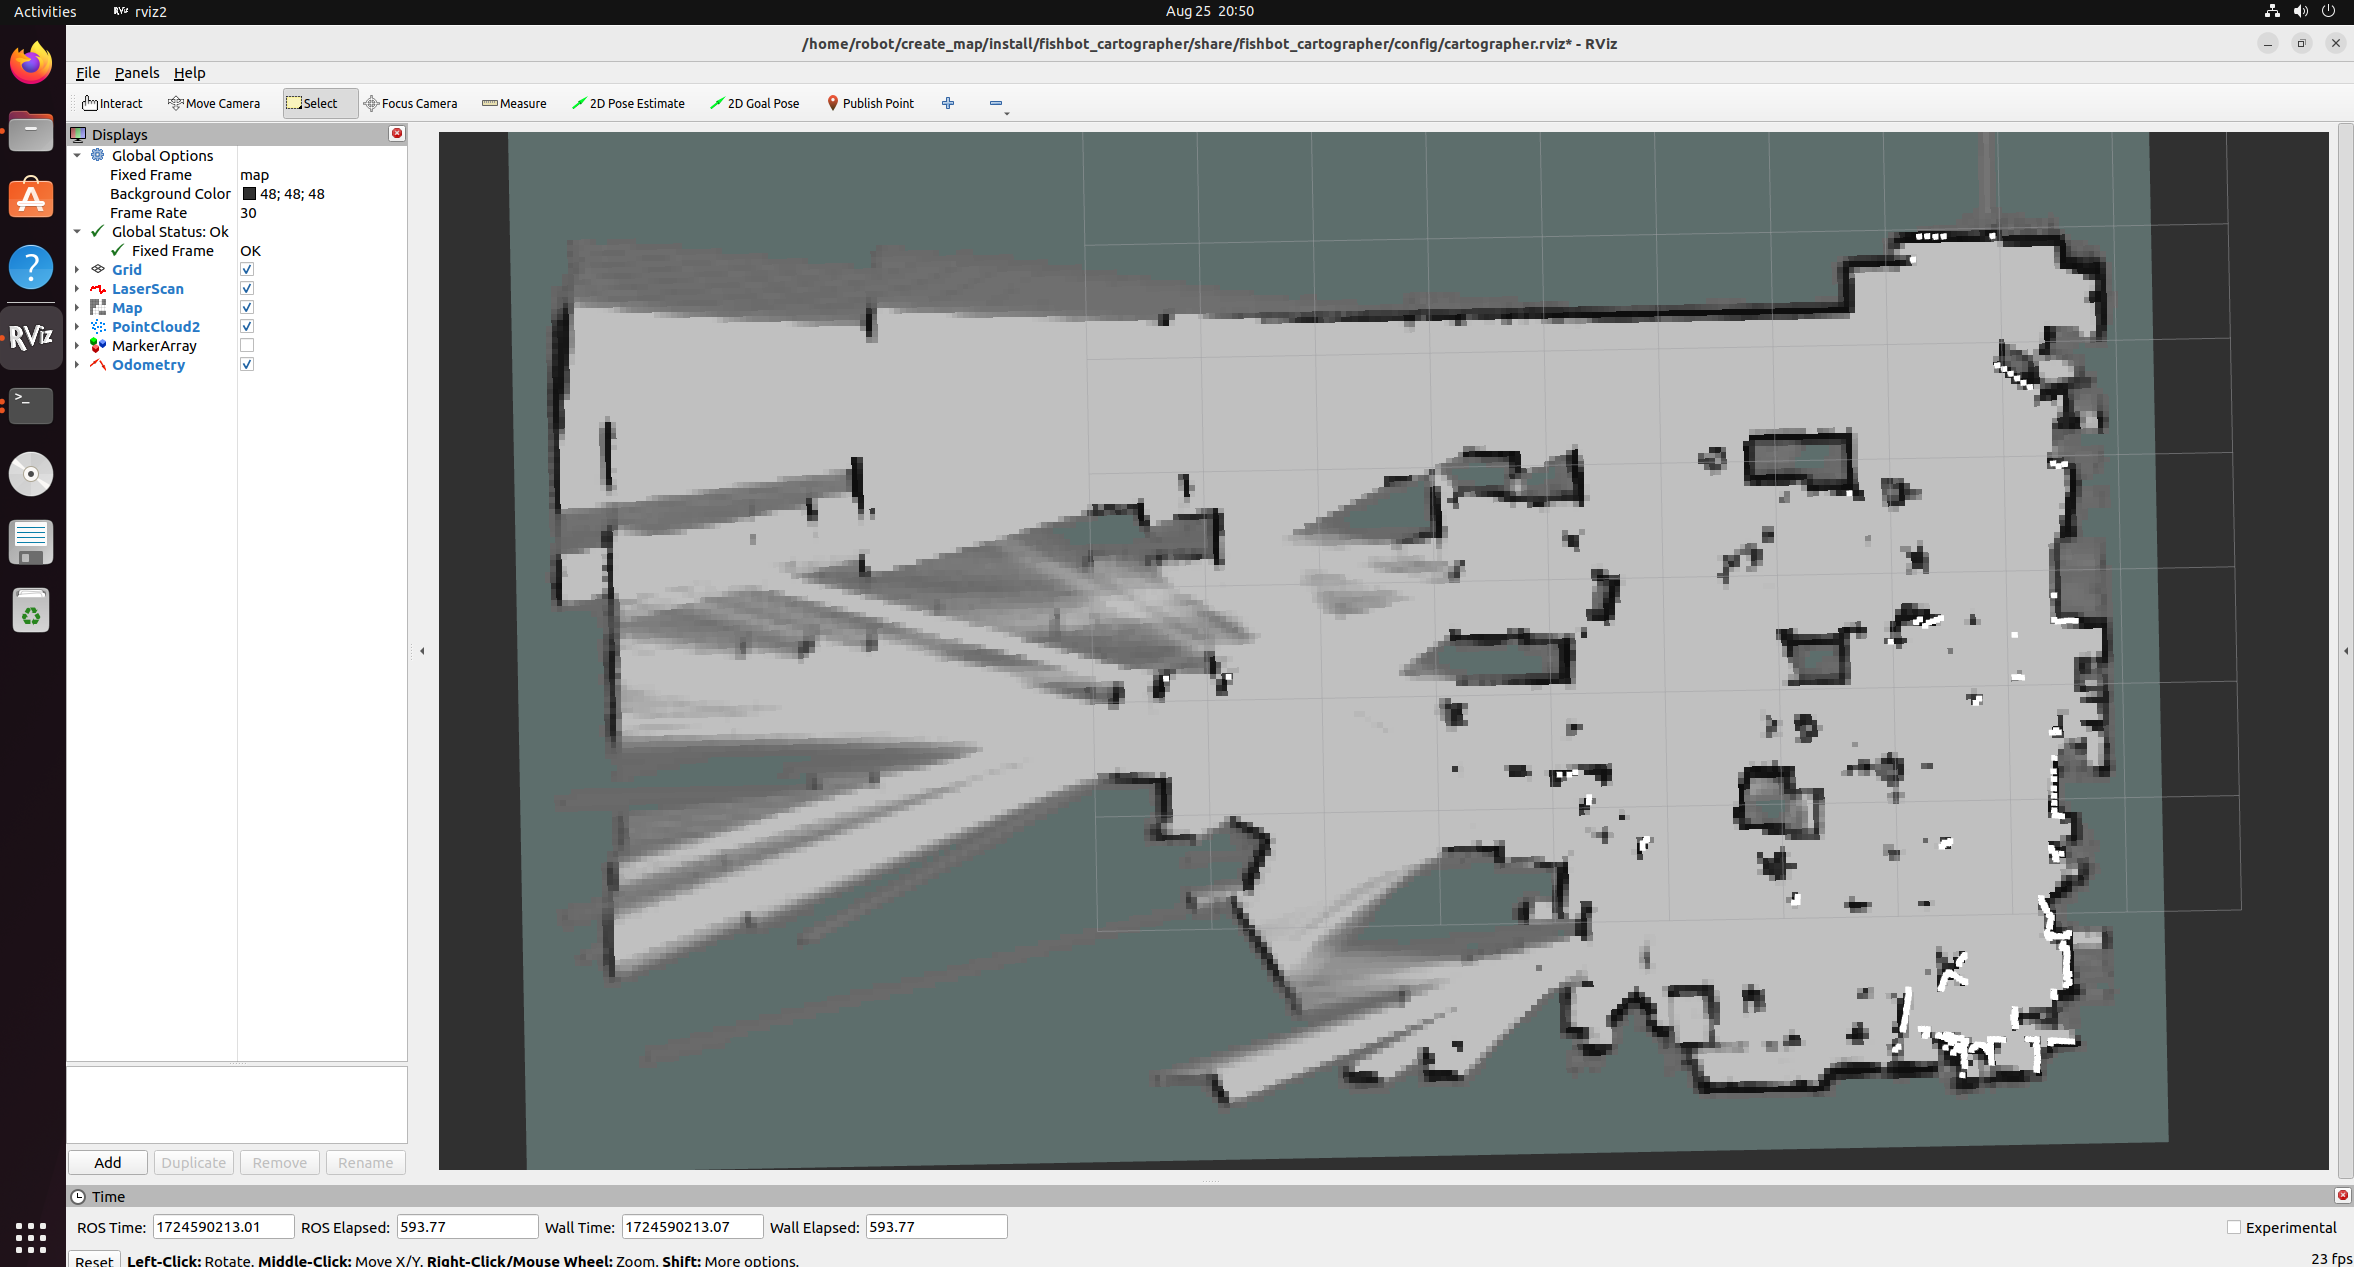 Activities rviz2 Aug 25 20:50
/home/robot/create_map/install/fishbot_cartographer/share/fishbot_cartographer/config/cartographer.rviz* - RViz
File Panels Help
Interact Move Camera Select Focus Camera Measure 2D Pose Estimate 2D Goal Pose Publish Point
Displays
Global Options
Fixed Frame map
Background Color 48; 48; 48
Frame Rate 30
Global Status: Ok
Fixed Frame OK
Grid
LaserScan
Map
PointCloud2
MarkerArray
Odometry
RViz
Add Duplicate Remove Rename
Time
ROS Time: 1724590213.01 ROS Elapsed: 593.77 Wall Time: 1724590213.07 Wall Elapsed: 593.77 Experimental
Reset Left-Click: Rotate. Middle-Click: Move X/Y. Right-Click/Mouse Wheel: Zoom. Shift: More options. 23 fps